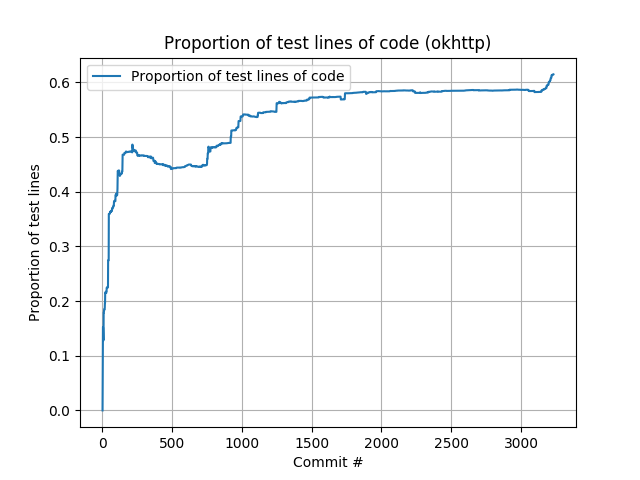 Proportion of test lines of code (okhttp)
Proportion of test lines of code
Proportion of test lines
0.6
0.5
0.4
0.3
0.2
0.1
0.0
0 500 1000 1500 2000 2500 3000
Commit #